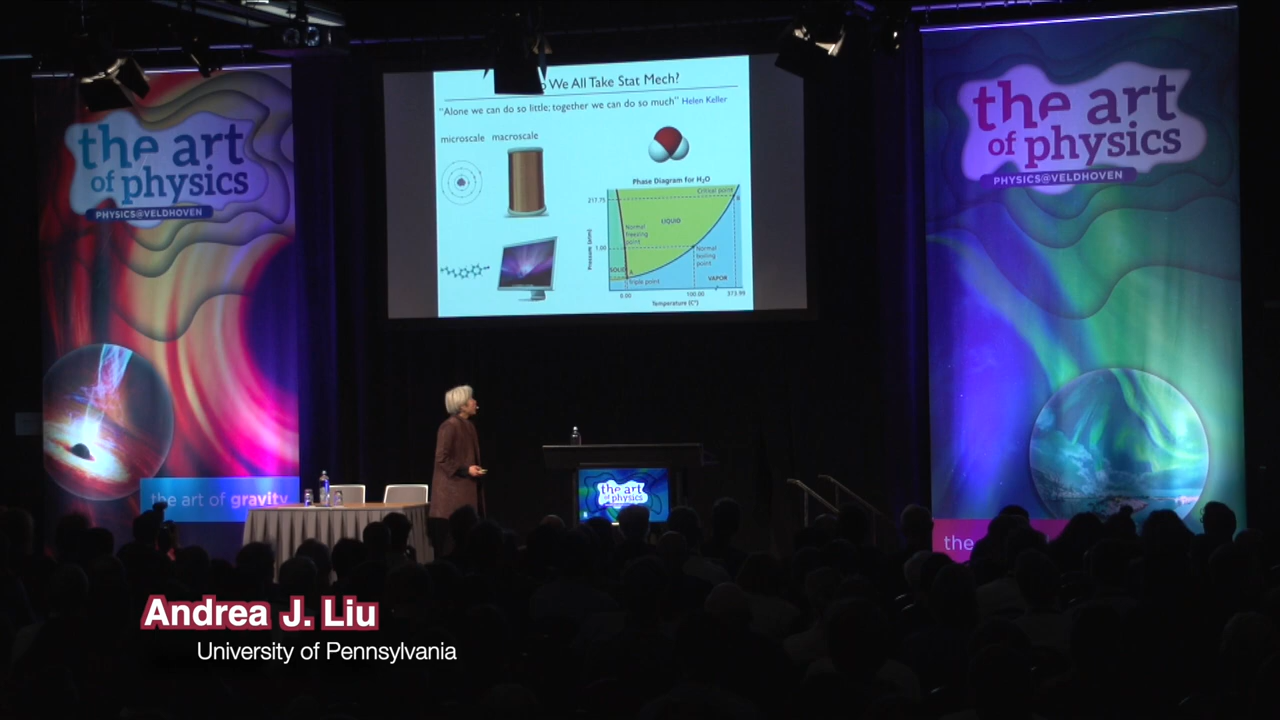 the art
of physics
PHYSICS@VELDHOVEN
the art of gravity
We All Take Stat Mech?
"Alone we can do so little; together we can do so much" Helen Keller
microscale macroscale
Phase Diagram for H₂O
Critical point
217.75
LIQUID
Normal
freezing
point
1.00
Normal
boiling
point
SOLID
A
Triple point
VAPOR
Pressure (atm)
0.00
100.00
373.99
Temperature (C°)
the art
of physics
PHYSICS@VELDHOVEN
the
the art
of physics
Andrea J. Liu
University of Pennsylvania